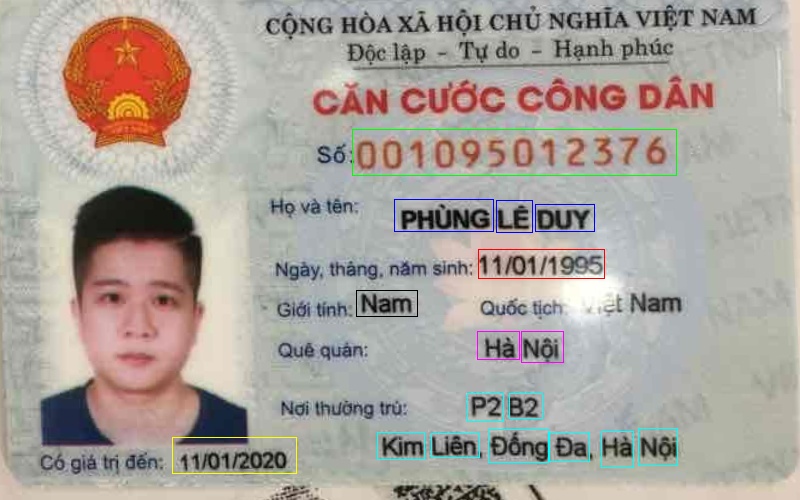 CỘNG HÒA XÃ HỘI CHỦ NGHĨA VIỆT NAM
Độc lập - Tự do - Hạnh phúc
CĂN CƯỚC CÔNG DÂN
Số: 001095012376
Họ và tên: PHÙNG LÊ DUY
Ngày, tháng, năm sinh: 11/01/1995
Giới tính: Nam Quốc tịch: Việt Nam
Quê quán: Hà Nội
Nơi thường trú: P2 B2
Kim Liên, Đống Đa, Hà Nội
Có giá trị đến: 11/01/2020